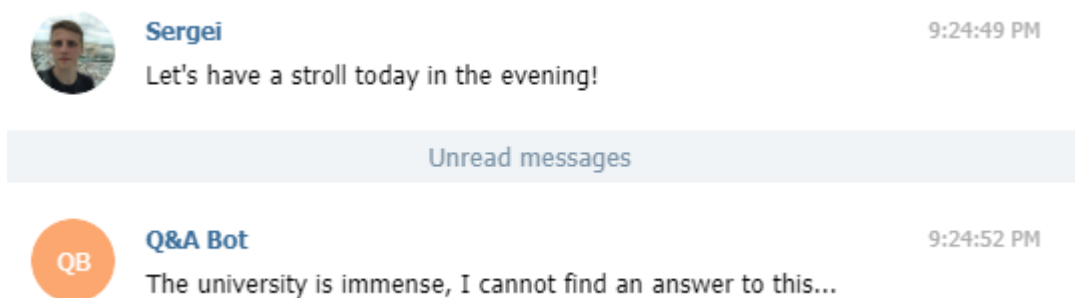 Sergei 9:24:49 PM
Let's have a stroll today in the evening!
Unread messages
QB
Q&A Bot 9:24:52 PM
The university is immense, I cannot find an answer to this...